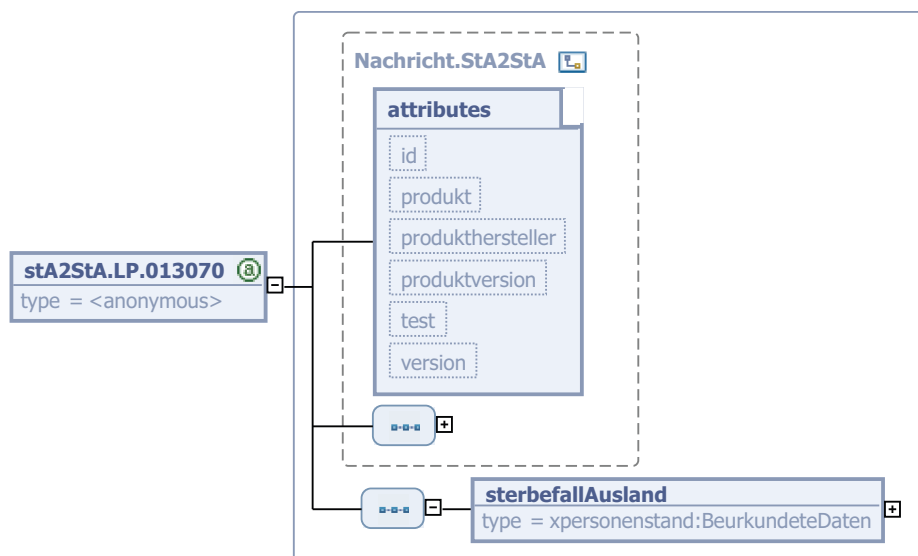 Nachricht.StA2StA
attributes
id
produkt
produkthersteller
produktversion
test
version
stA2StA.LP.013070 @
type = <anonymous>
sterbefallAusland
type = xpersonenstand:BeurkundeteDaten